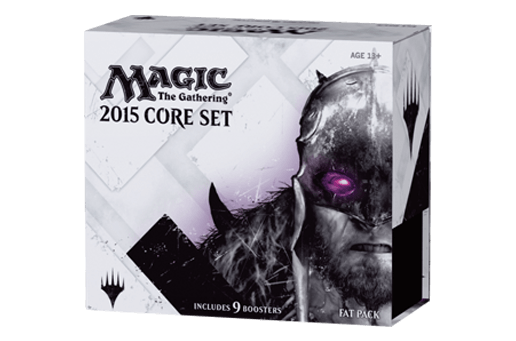 AGE 13+
MAGIC
The Gathering®
2015 CORE SET
INCLUDES 9 BOOSTERS
FAT PACK